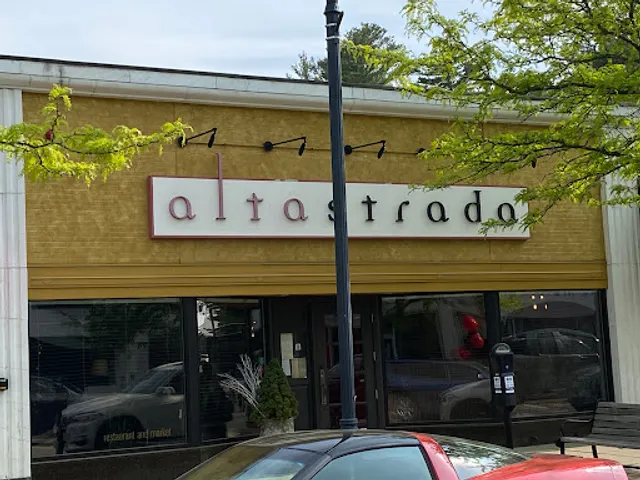 altastrada
restaurant and market